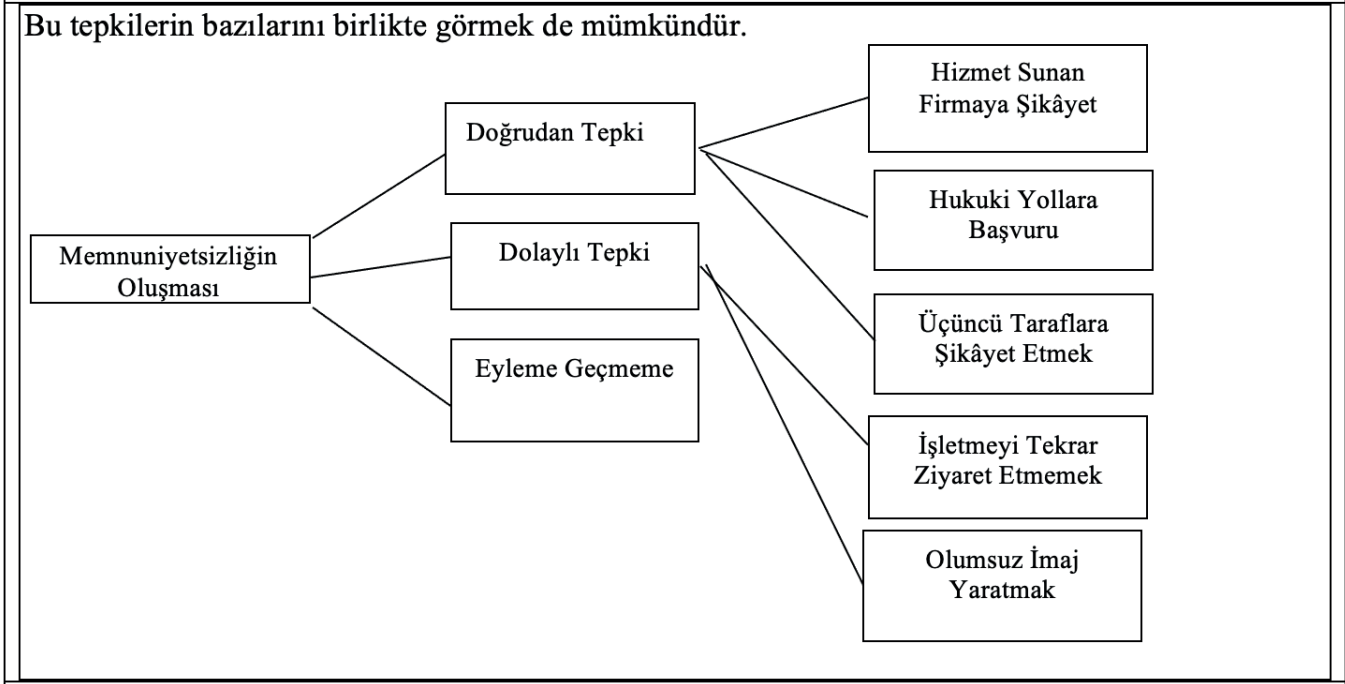 Bu tepkilerin bazılarını birlikte görmek de mümkündür.
Memnuniyetsizliğin
Oluşması
Doğrudan Tepki
Dolaylı Tepki
Eyleme Geçmeme
Hizmet Sunan
Firmaya Şikâyet
Hukuki Yollara
Başvuru
Üçüncü Taraflara
Şikâyet Etmek
İşletmeyi Tekrar
Ziyaret Etmemek
Olumsuz İmaj
Yaratmak